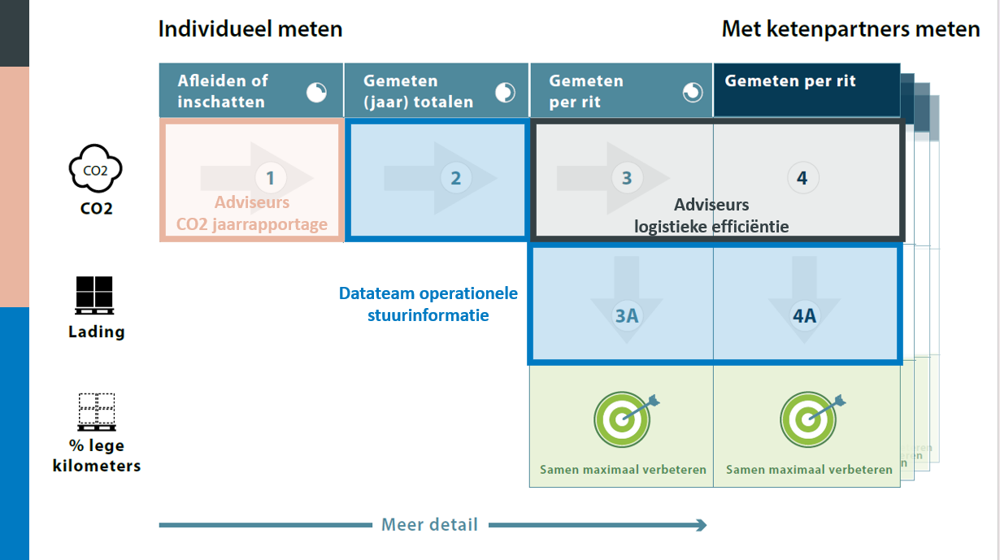 Individueel meten
Met ketenpartners meten
Afleiden of
inschatten
Gemeten
(jaar) totalen
Gemeten
per rit
Gemeten per rit
CO2
CO2
1
Adviseurs
CO2 jaarrapportage
2
3
4
Adviseurs
logistieke efficiëntie
Lading
Datateam operationele
stuurinformatie
3A
4A
% lege
kilometers
Samen maximaal verbeteren
Samen maximaal verbeteren
Meer detail